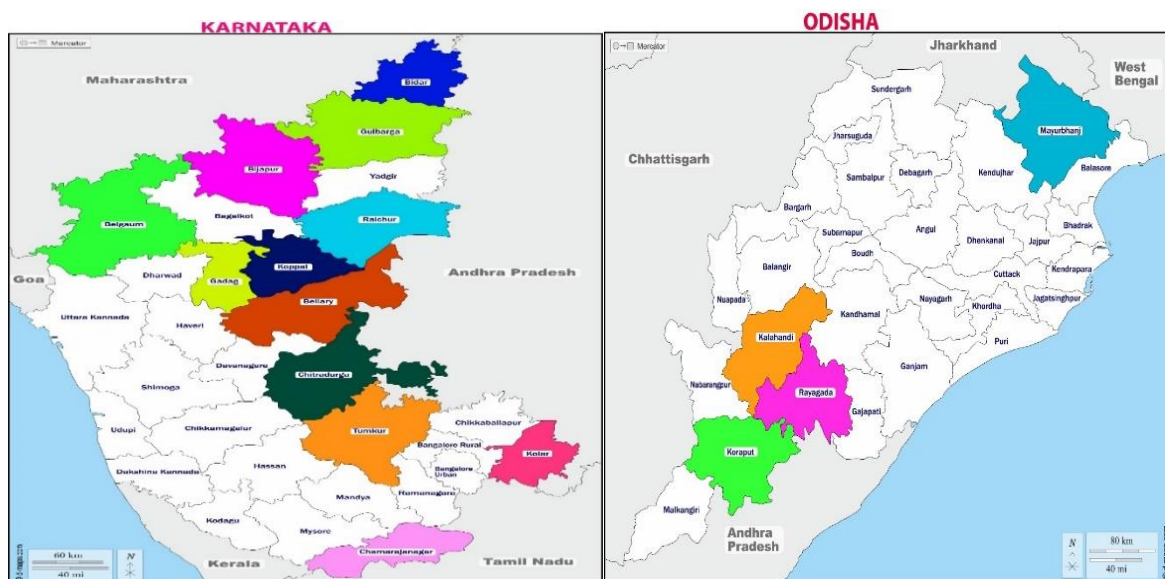 KARNATAKA
Mercator
Maharashtra
Bidar
Gulbarga
Bijapur
Yadgir
Belgaum
Bagalkot
Raichur
Koppal
Goa
Dharwad
Gadag
Andhra Pradesh
Bellary
Uttara Kannada
Haveri
Davanagere
Chitradurga
Shimoga
Chikkaballapur
Udupi
Chikkamagalur
Tumkur
Bangalore Rural
Kolar
Dakshina Kannada
Hassan
Bangalore
Urban
Mandya
Kodagu
Mysore
Chamarajanagar
60 km
40 mi
N
Kerala
Tamil Nadu
ODISHA
Mercator
Jharkhand
West
Bengal
Sundergarh
Mayurbhanj
Jharsuguda
Chhattisgarh
Sambalpur
Debagarh
Kendujhar
Balasore
Bargarh
Subarnapur
Angul
Dhenkanal
Jajpur
Bhadrak
Balangir
Boudh
Cuttack
Kendrapara
Nuapada
Nayagarh
Khordha
Jagatsinghpur
Kandhamal
Kalahandi
Puri
Nabarangpur
Rayagada
Ganjam
Gajapati
Koraput
Malkangiri
Andhra
Pradesh
N
80 km
40 mi